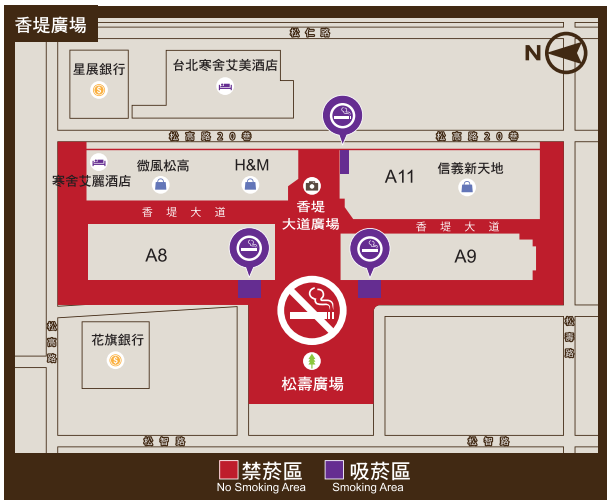 香堤廣場
松仁路
N
星展銀行
$
台北寒舍艾美酒店
松高路20巷
松高路20巷
寒舍艾麗酒店
微風松高
H&M
A11
信義新天地
香堤
大道廣場
香堤大道
香堤大道
A8
A9
松高路
花旗銀行
$
松壽路
松壽廣場
松智路
松智路
禁菸區
No Smoking Area
吸菸區
Smoking Area